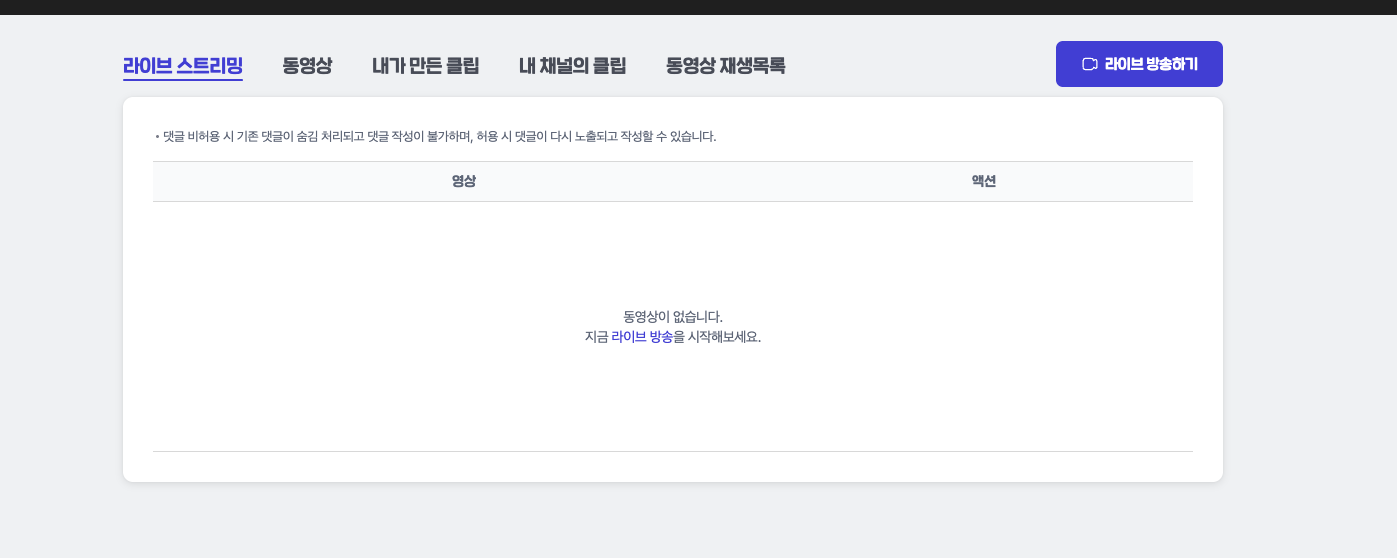 라이브 스트리밍 동영상 내가 만든 클립 내 채널의 클립 동영상 재생목록 라이브 방송하기
• 댓글 비허용 시 기존 댓글이 숨김 처리되고 댓글 작성이 불가하며, 허용 시 댓글이 다시 노출되고 작성할 수 있습니다.
영상 액션
동영상이 없습니다.
지금 라이브 방송을 시작해보세요.